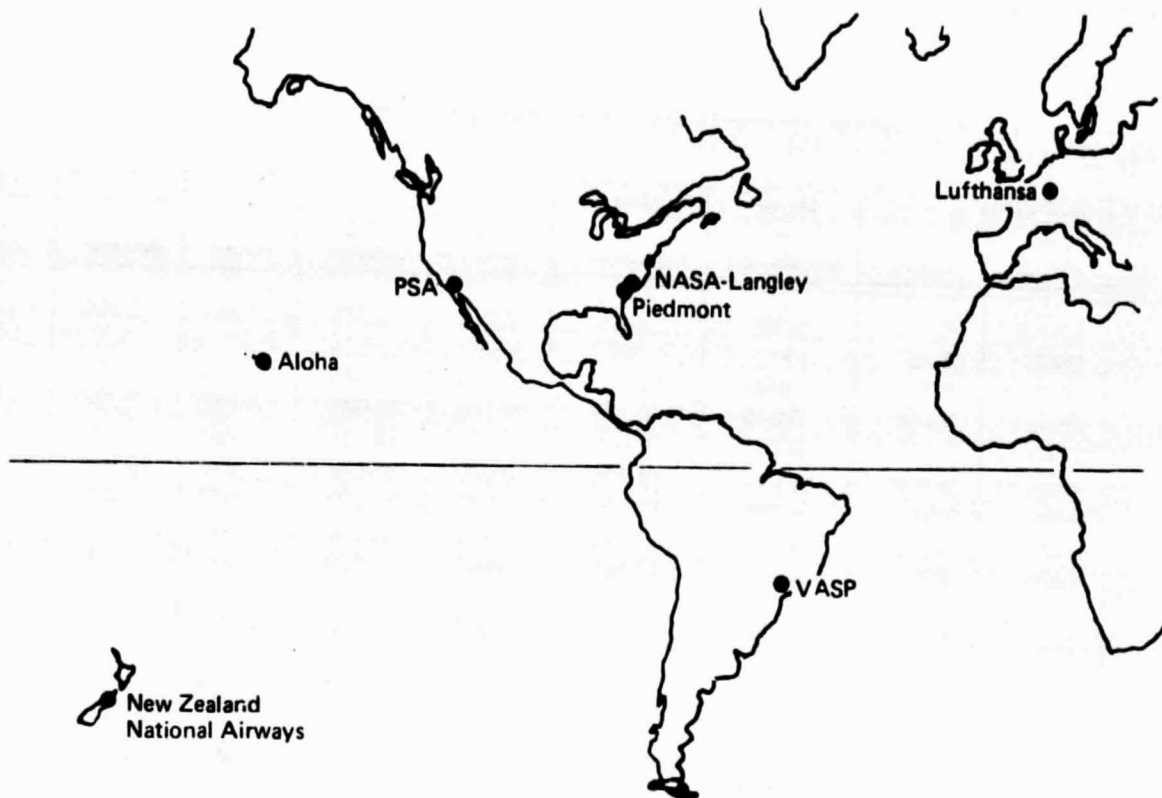 Lufthansa
PSA
NASA-Langley
Piedmont
Aloha
VASP
New Zealand
National Airways